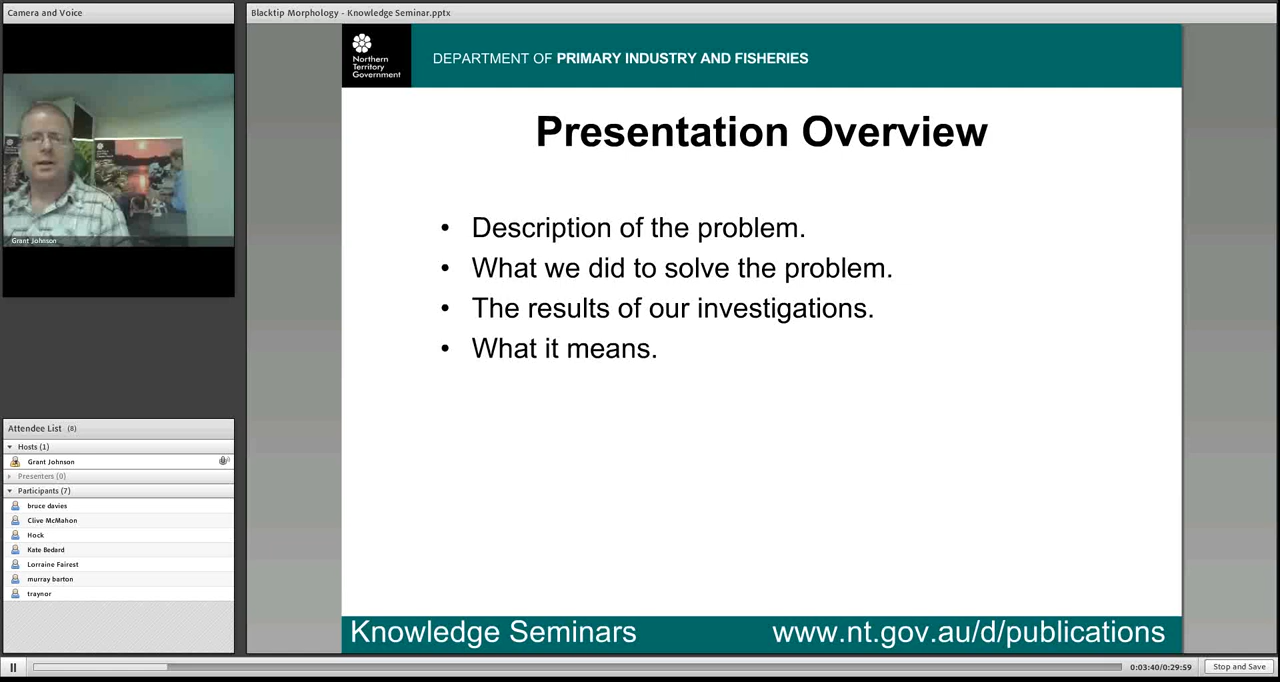 Camera and Voice
Grant Johnson
Attendee List (8)
Hosts (1)
Grant Johnson
Presenters (0)
Participants (7)
bruce davies
Clive McMahon
Hock
Kate Bedard
Lorraine Fairest
murray barton
traynor
Blacktip Morphology - Knowledge Seminar.pptx
Northern
Territory
Government
DEPARTMENT OF PRIMARY INDUSTRY AND FISHERIES
Presentation Overview
• Description of the problem.
• What we did to solve the problem.
• The results of our investigations.
• What it means.
Knowledge Seminars
www.nt.gov.au/d/publications
0:03:40/0:29:59
Stop and Save